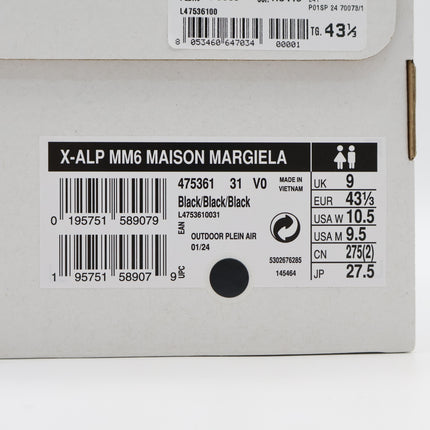 L47536100
8 053460 647034
00001
P01SP 24 70073/1
TG. 43⅓
X-ALP MM6 MAISON MARGIELA
475361 31 V0
MADE IN
VIETNAM
Black/Black/Black
L4753610031
0 195751 589079
EAN
OUTDOOR PLEIN AIR
01/24
1 95751 58907 9
UPC
5302676285
145464
UK 9
EUR 43⅓
USA W 10.5
USA M 9.5
CN 275(2)
JP 27.5